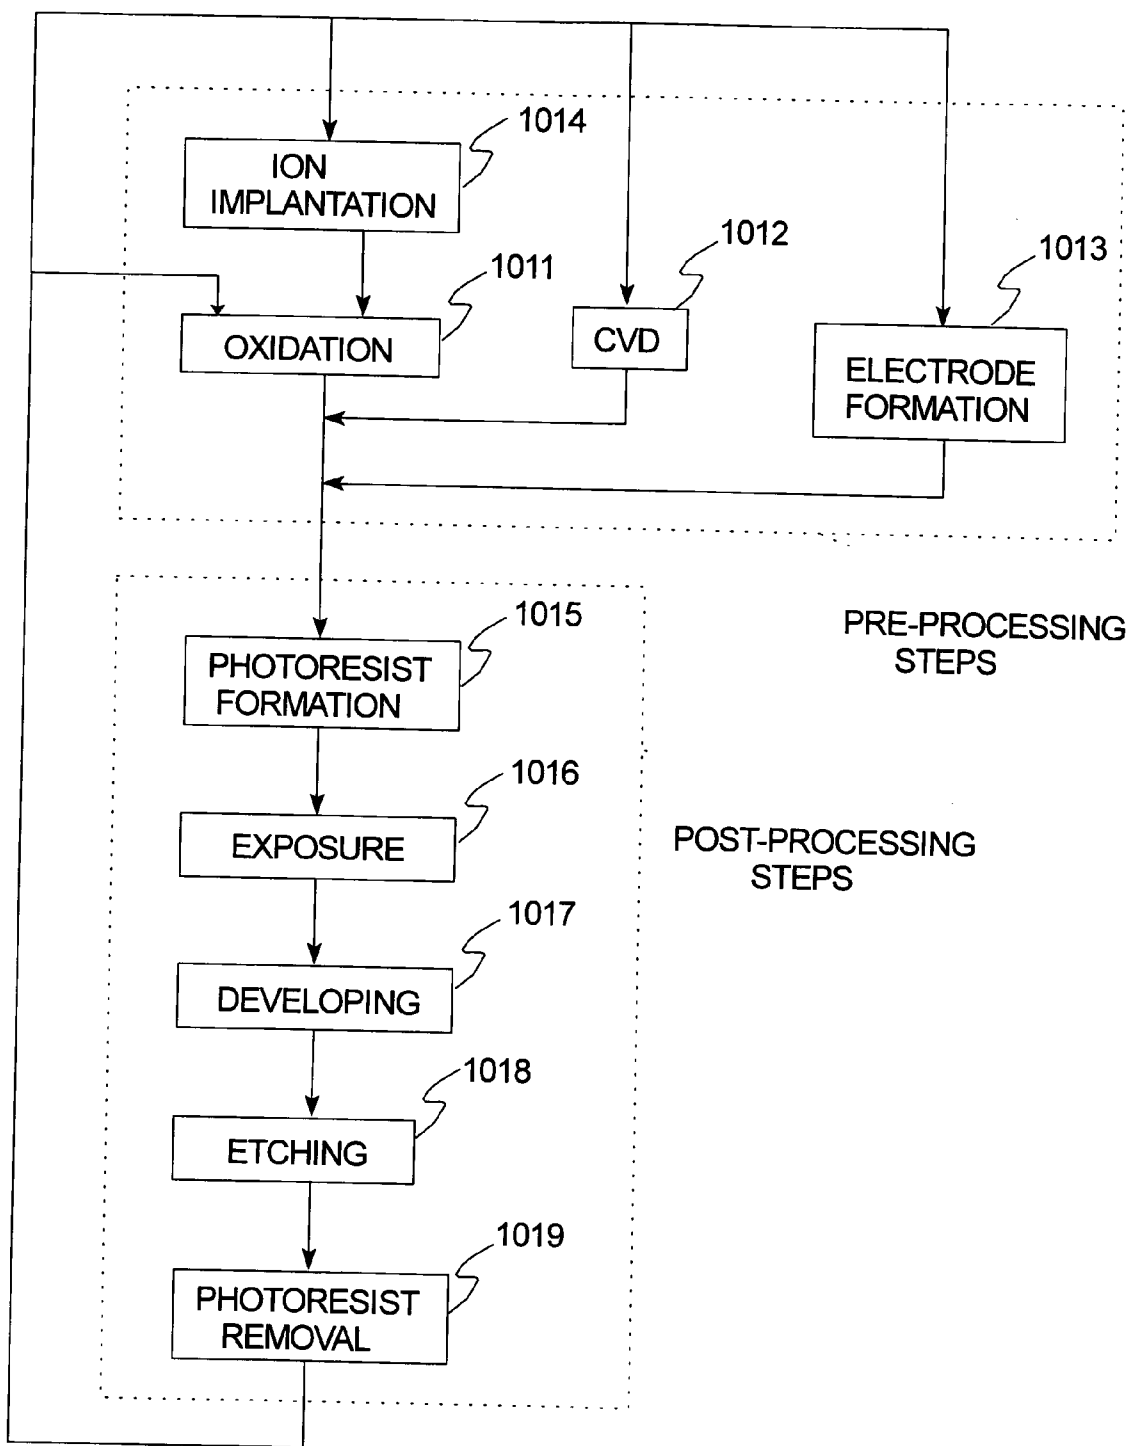 1014
ION
IMPLANTATION
1011
OXIDATION
1012
CVD
1013
ELECTRODE
FORMATION
PRE-PROCESSING
STEPS
1015
PHOTORESIST
FORMATION
1016
EXPOSURE
POST-PROCESSING
STEPS
1017
DEVELOPING
1018
ETCHING
1019
PHOTORESIST
REMOVAL